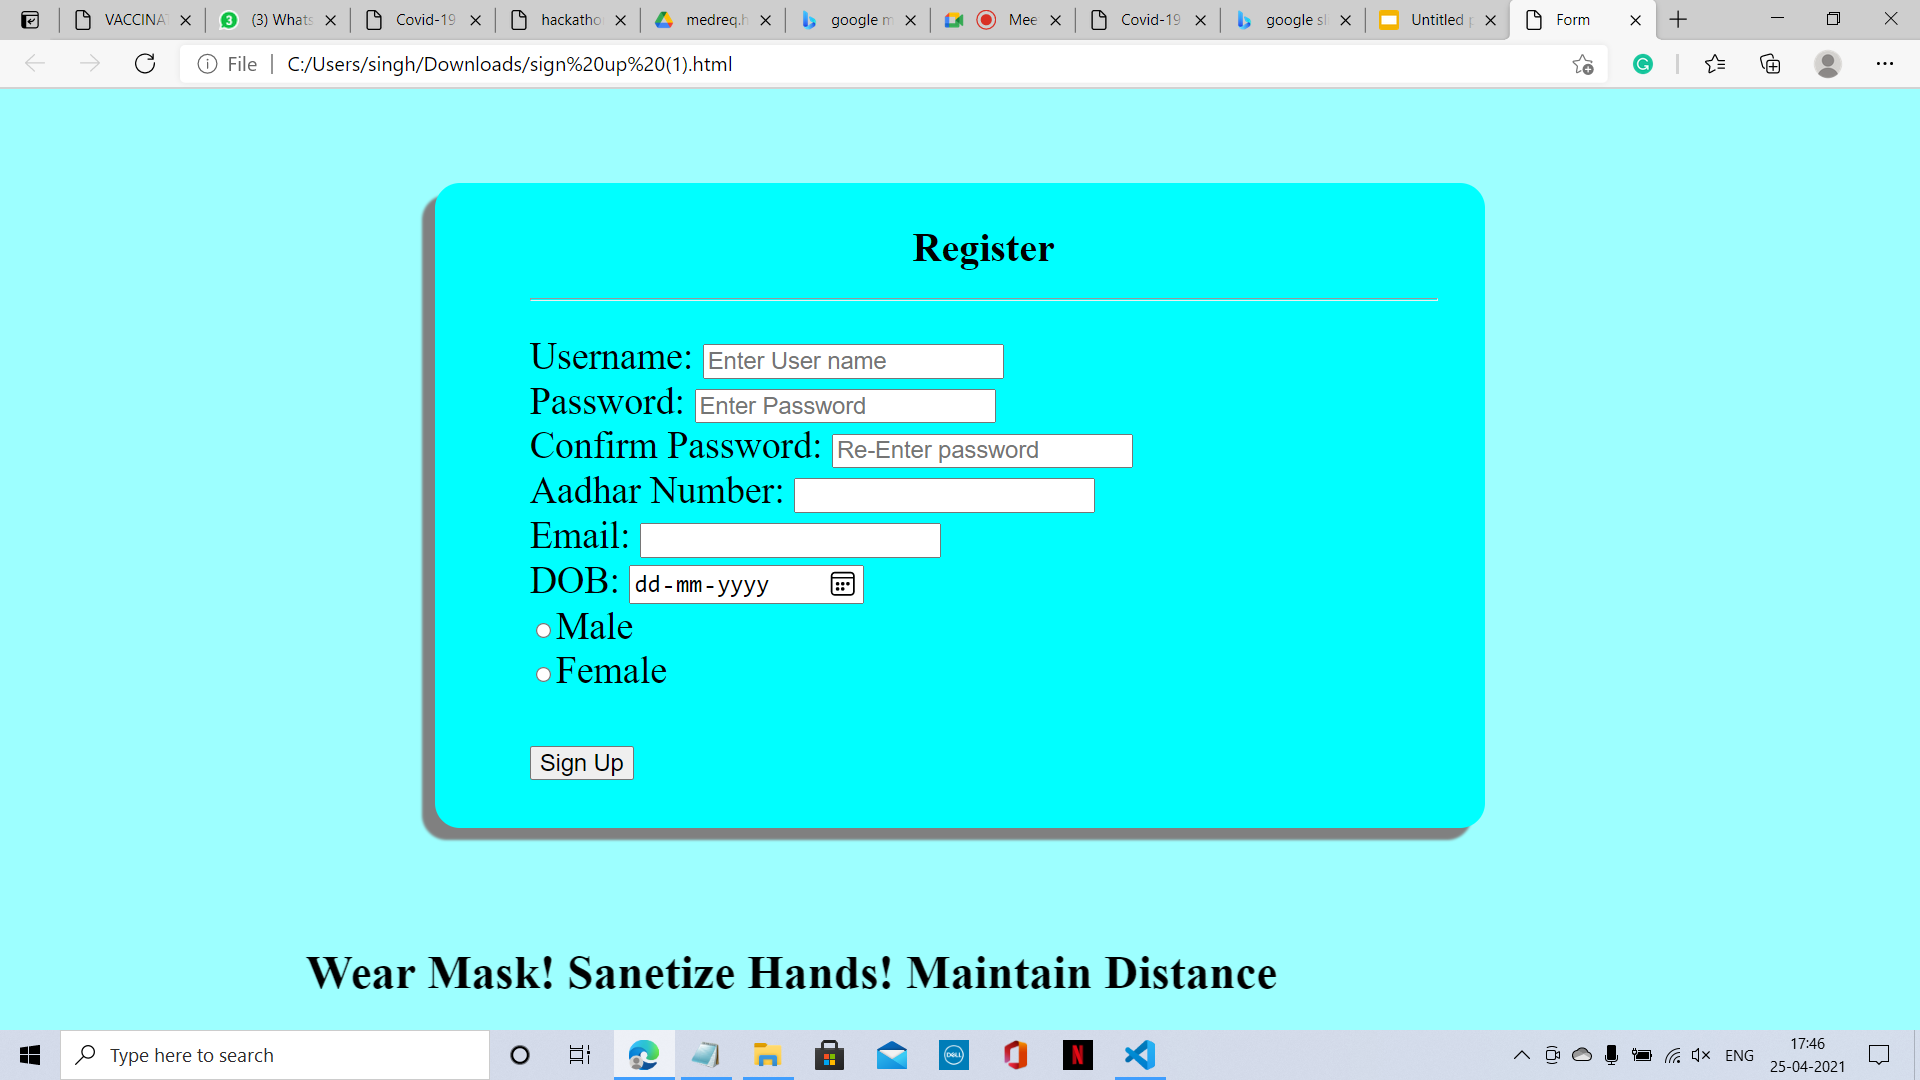 VACCINA
(3) Whats
Covid-19
hackatho
medreq.h
google m
Mee
Covid-19
google sl
Untitled p
Form
File
C:/Users/singh/Downloads/sign%20up%20(1).html
Register
Username: Enter User name
Password: Enter Password
Confirm Password: Re-Enter password
Aadhar Number:
Email:
DOB: dd-mm-yyyy
Male
Female
Sign Up
Wear Mask! Sanetize Hands! Maintain Distance
Type here to search
DELL
N
ENG
17:46
25-04-2021